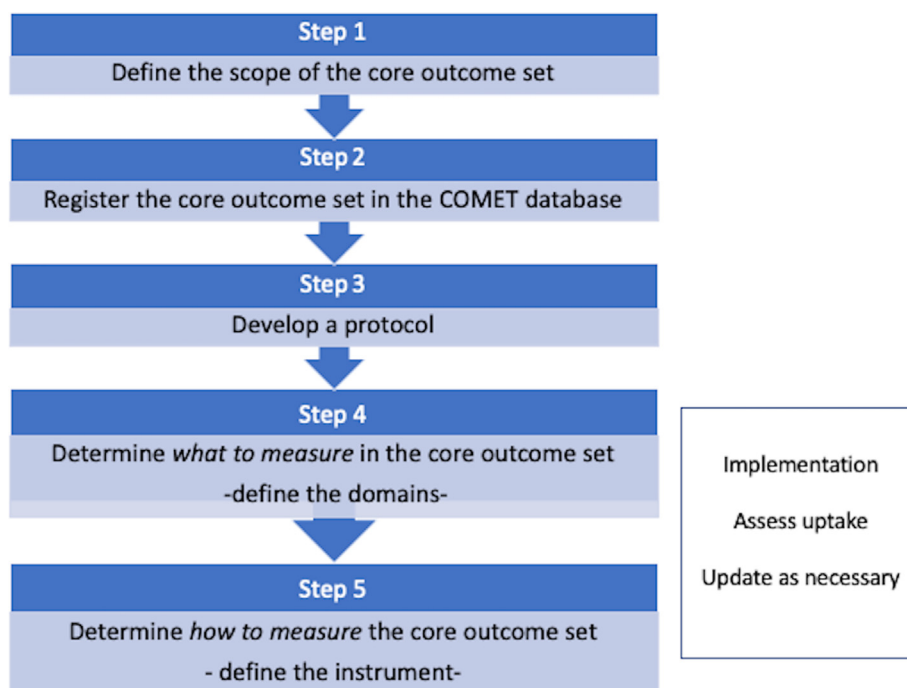 Step 1
Define the scope of the core outcome set
Step 2
Register the core outcome set in the COMET database
Step 3
Develop a protocol
Step 4
Determine what to measure in the core outcome set
-define the domains-
Step 5
Determine how to measure the core outcome set
- define the instrument-
Implementation
Assess uptake
Update as necessary